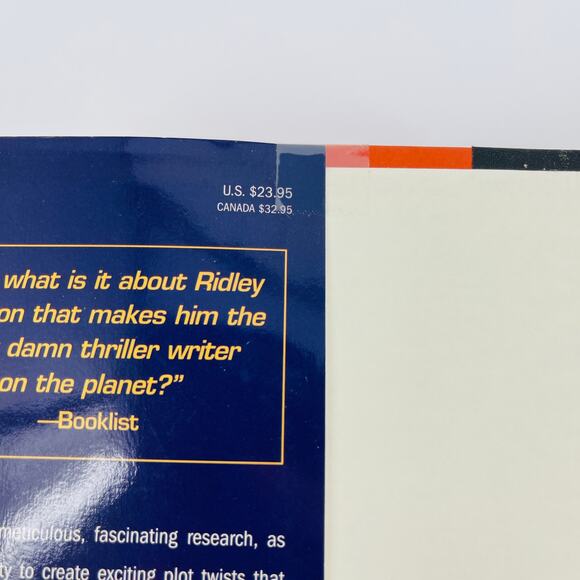 U.S. $23.95
CANADA $32.95
what is it about Ridley
on that makes him the
damn thriller writer
on the planet?”
—Booklist
meticulous, fascinating research, as
ty to create exciting plot twists that